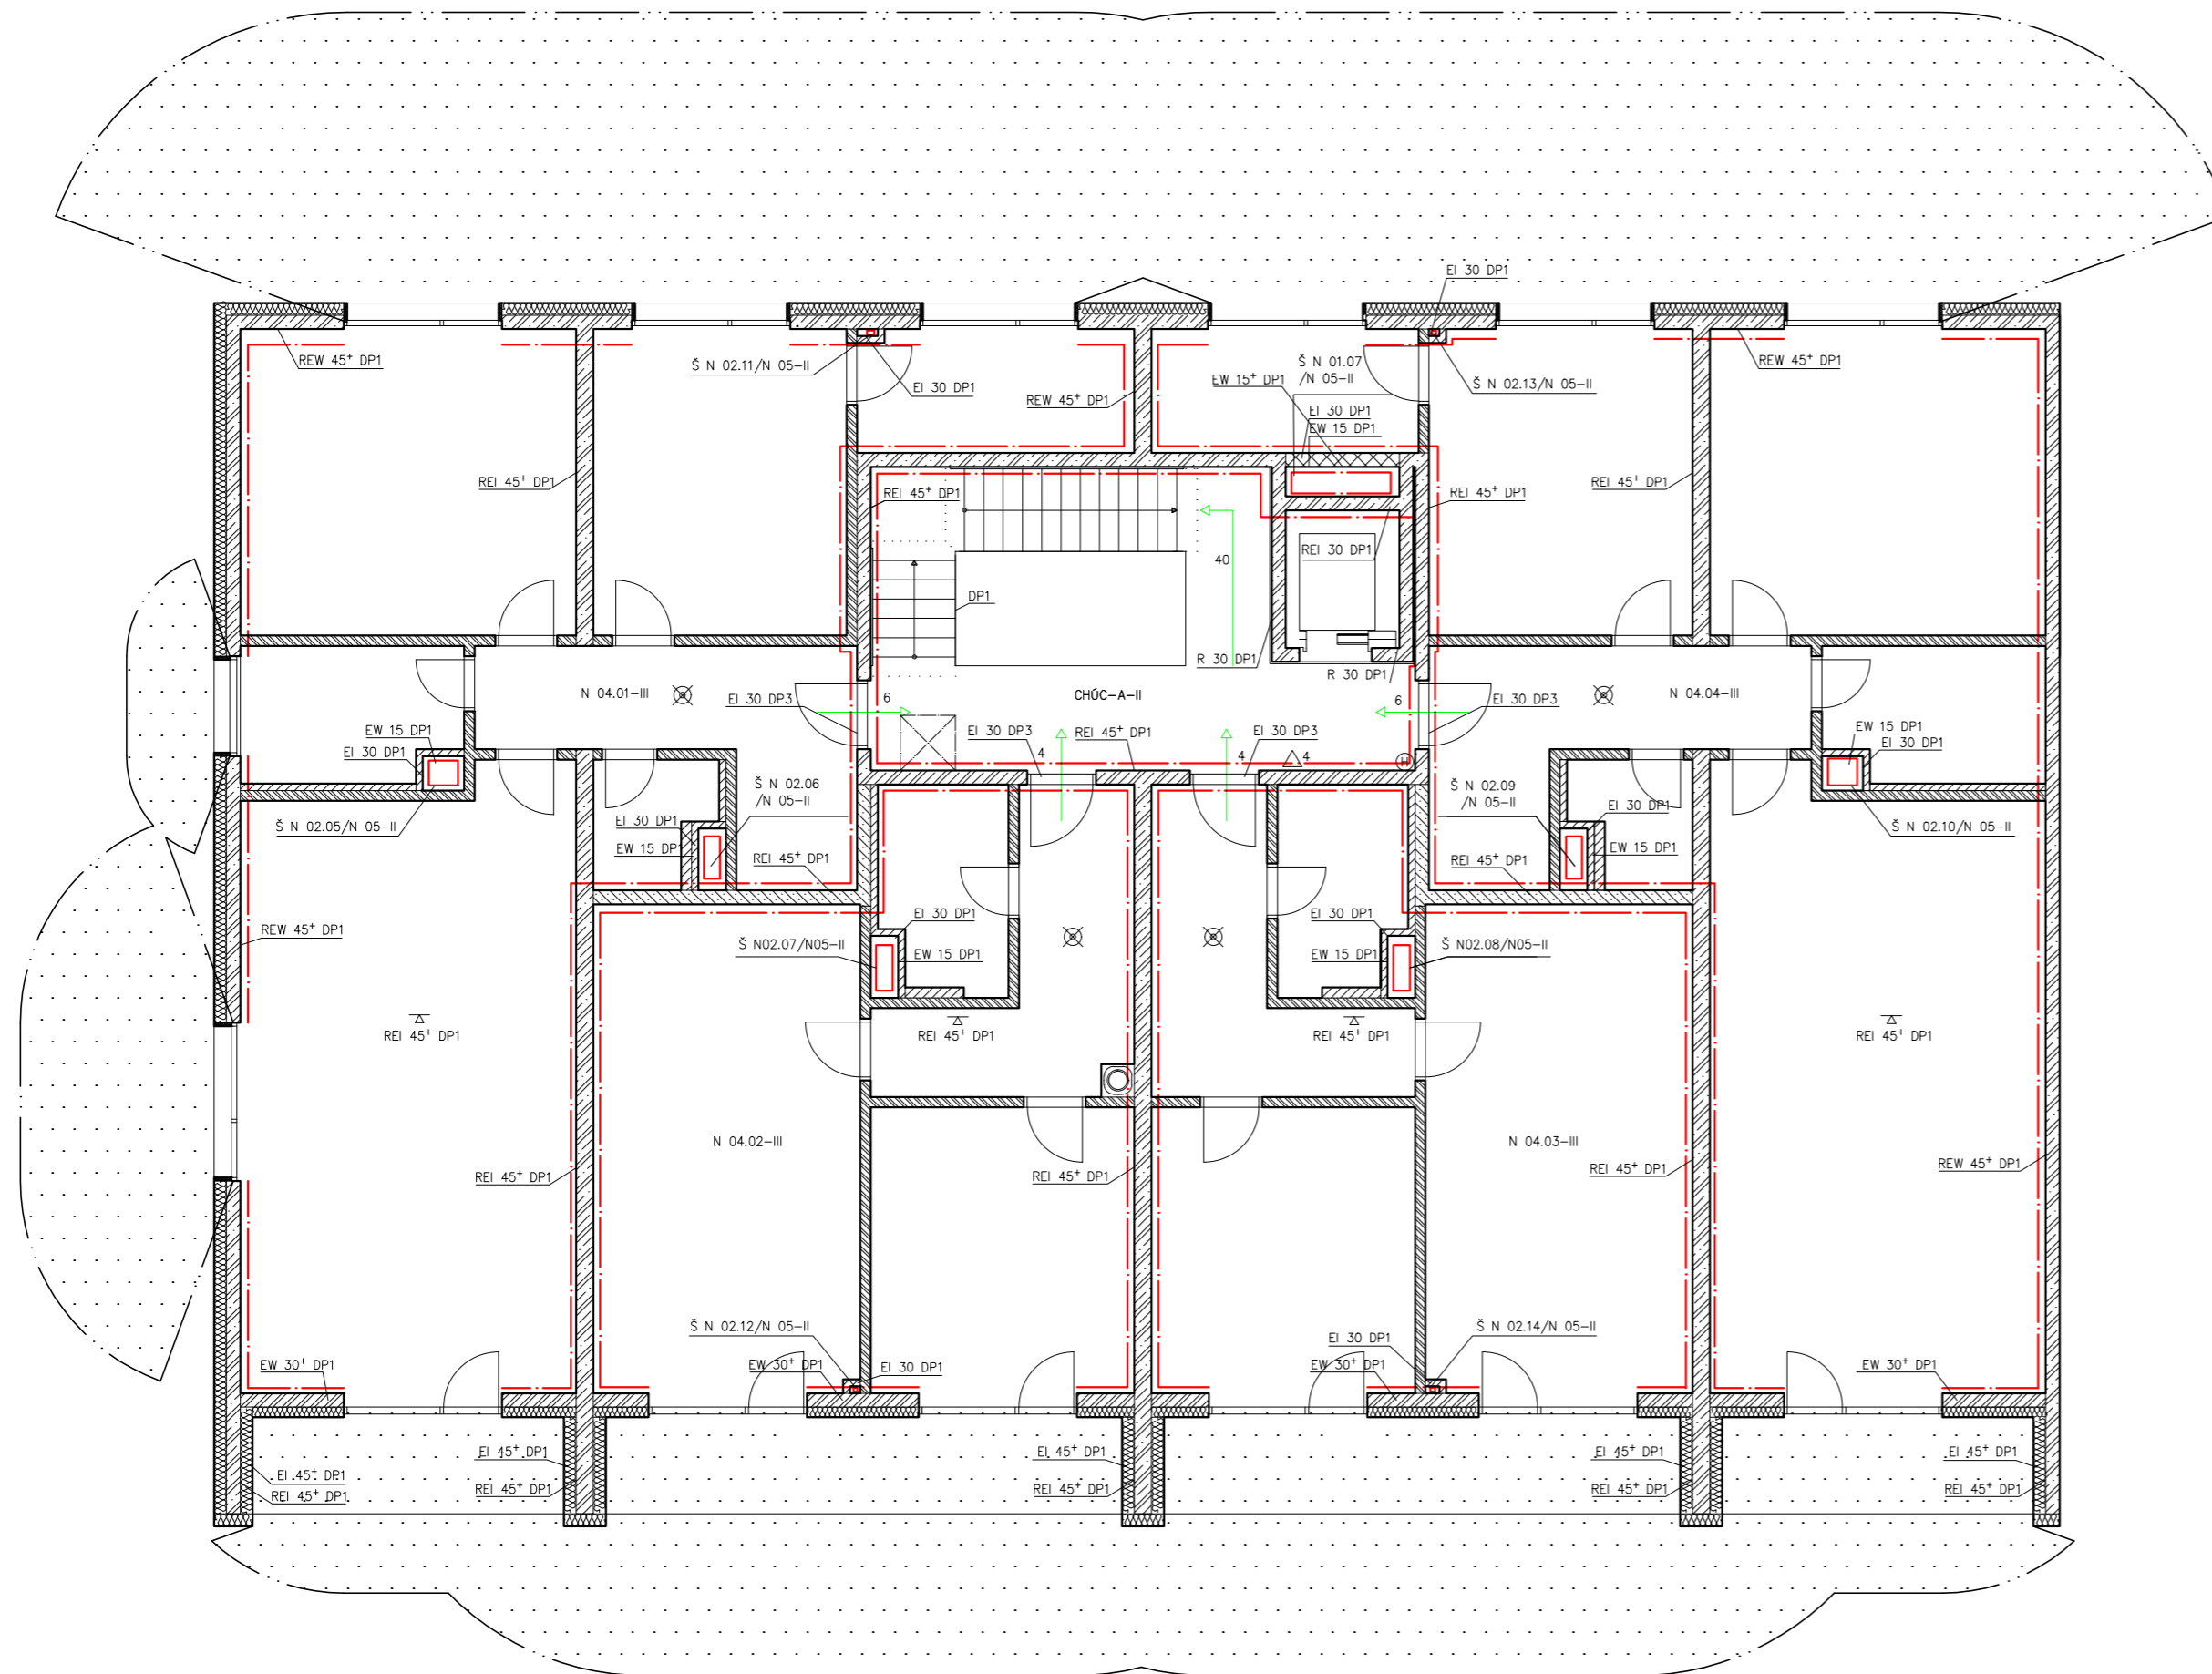 EI 30 DP1
REW 45+ DP1
Š N 02.11/N 05-II
EI 30 DP1
REW 45+ DP1
Š N 01.07
/N 05-II
EW 15+ DP1
EI 30 DP1
EW 15 DP1
Š N 02.13/N 05-II
REW 45+ DP1
REI 45+ DP1
REI 45+ DP1
REI 45+ DP1
REI 45+ DP1
REI 30 DP1
40
DP1
R 30 DP1
R 30 DP1
N 04.01-III
EI 30 DP3
6
CHÚC-A-II
6
EI 30 DP3
N 04.04-III
EW 15 DP1
EI 30 DP1
EI 30 DP3
4
REI 45+ DP1
EI 30 DP3
4
4
H
EW 15 DP1
EI 30 DP1
Š N 02.05/N 05-II
Š N 02.06
/N 05-II
EI 30 DP1
EW 15 DP1
REI 45+ DP1
Š N 02.09
/N 05-II
EI 30 DP1
EW 15 DP1
REI 45+ DP1
Š N 02.10/N 05-II
REW 45+ DP1
EI 30 DP1
Š N02.07/N05-II
EW 15 DP1
EI 30 DP1
EW 15 DP1
Š N02.08/N05-II
REI 45+ DP1
REI 45+ DP1
REI 45+ DP1
REI 45+ DP1
N 04.02-III
N 04.03-III
REI 45+ DP1
REI 45+ DP1
REI 45+ DP1
REW 45+ DP1
Š N 02.12/N 05-II
EW 30+ DP1
EW 30+ DP1
EI 30 DP1
EI 30 DP1
EW 30+ DP1
Š N 02.14/N 05-II
EW 30+ DP1
EI 45+ DP1
REI 45+ DP1
EI 45+ DP1
REI 45+ DP1
EI 45+ DP1
REI 45+ DP1
EI 45+ DP1
REI 45+ DP1
EI 45+ DP1
REI 45+ DP1